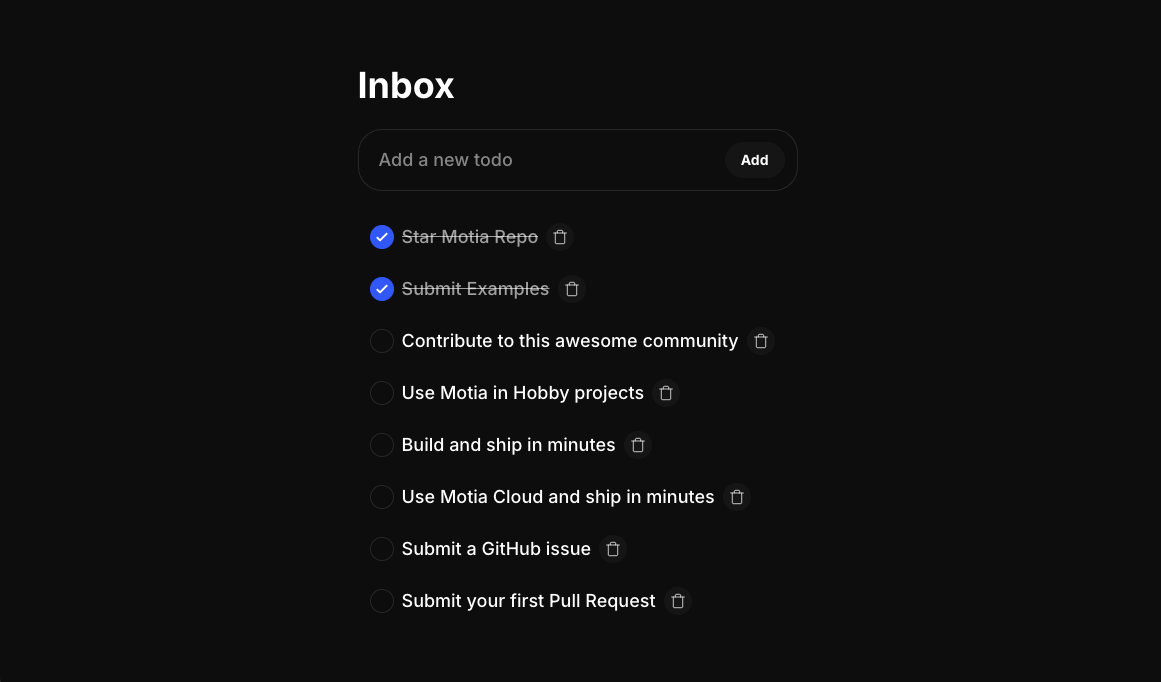 Inbox
Add a new todo
Add
Star Motia Repo
Submit Examples
Contribute to this awesome community
Use Motia in Hobby projects
Build and ship in minutes
Use Motia Cloud and ship in minutes
Submit a GitHub issue
Submit your first Pull Request